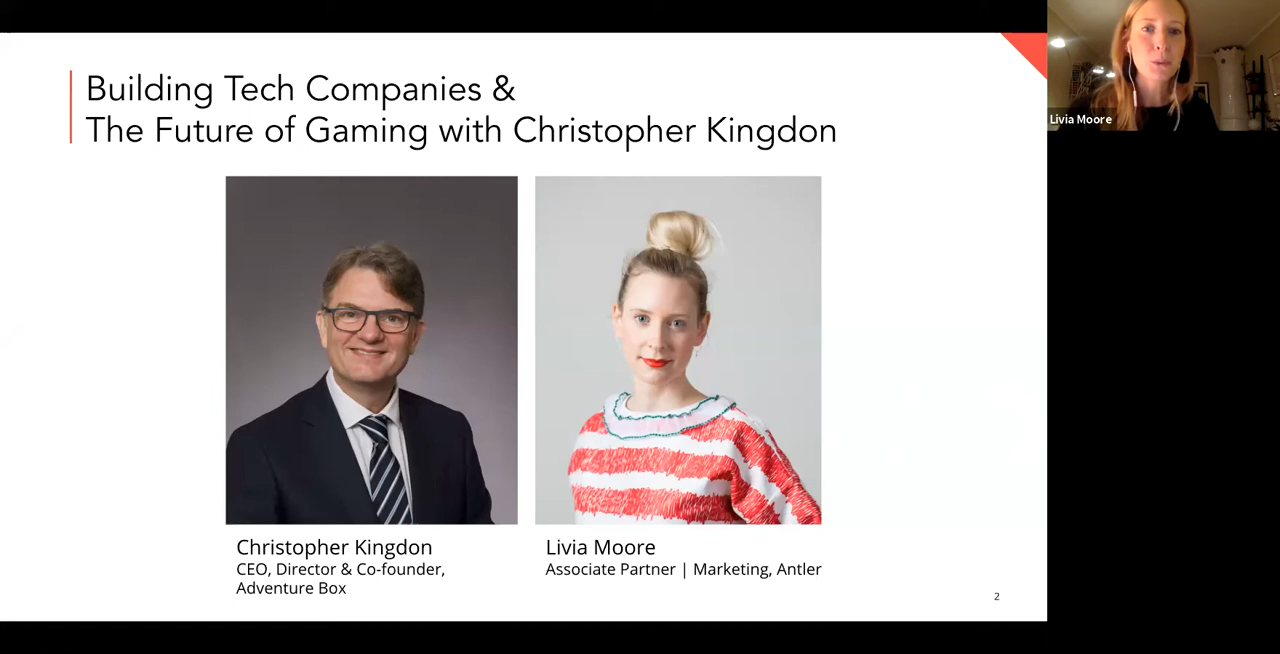 Building Tech Companies &
The Future of Gaming with Christopher Kingdon
Livia Moore
Christopher Kingdon
CEO, Director & Co-founder,
Adventure Box
Livia Moore
Associate Partner | Marketing, Antler
2